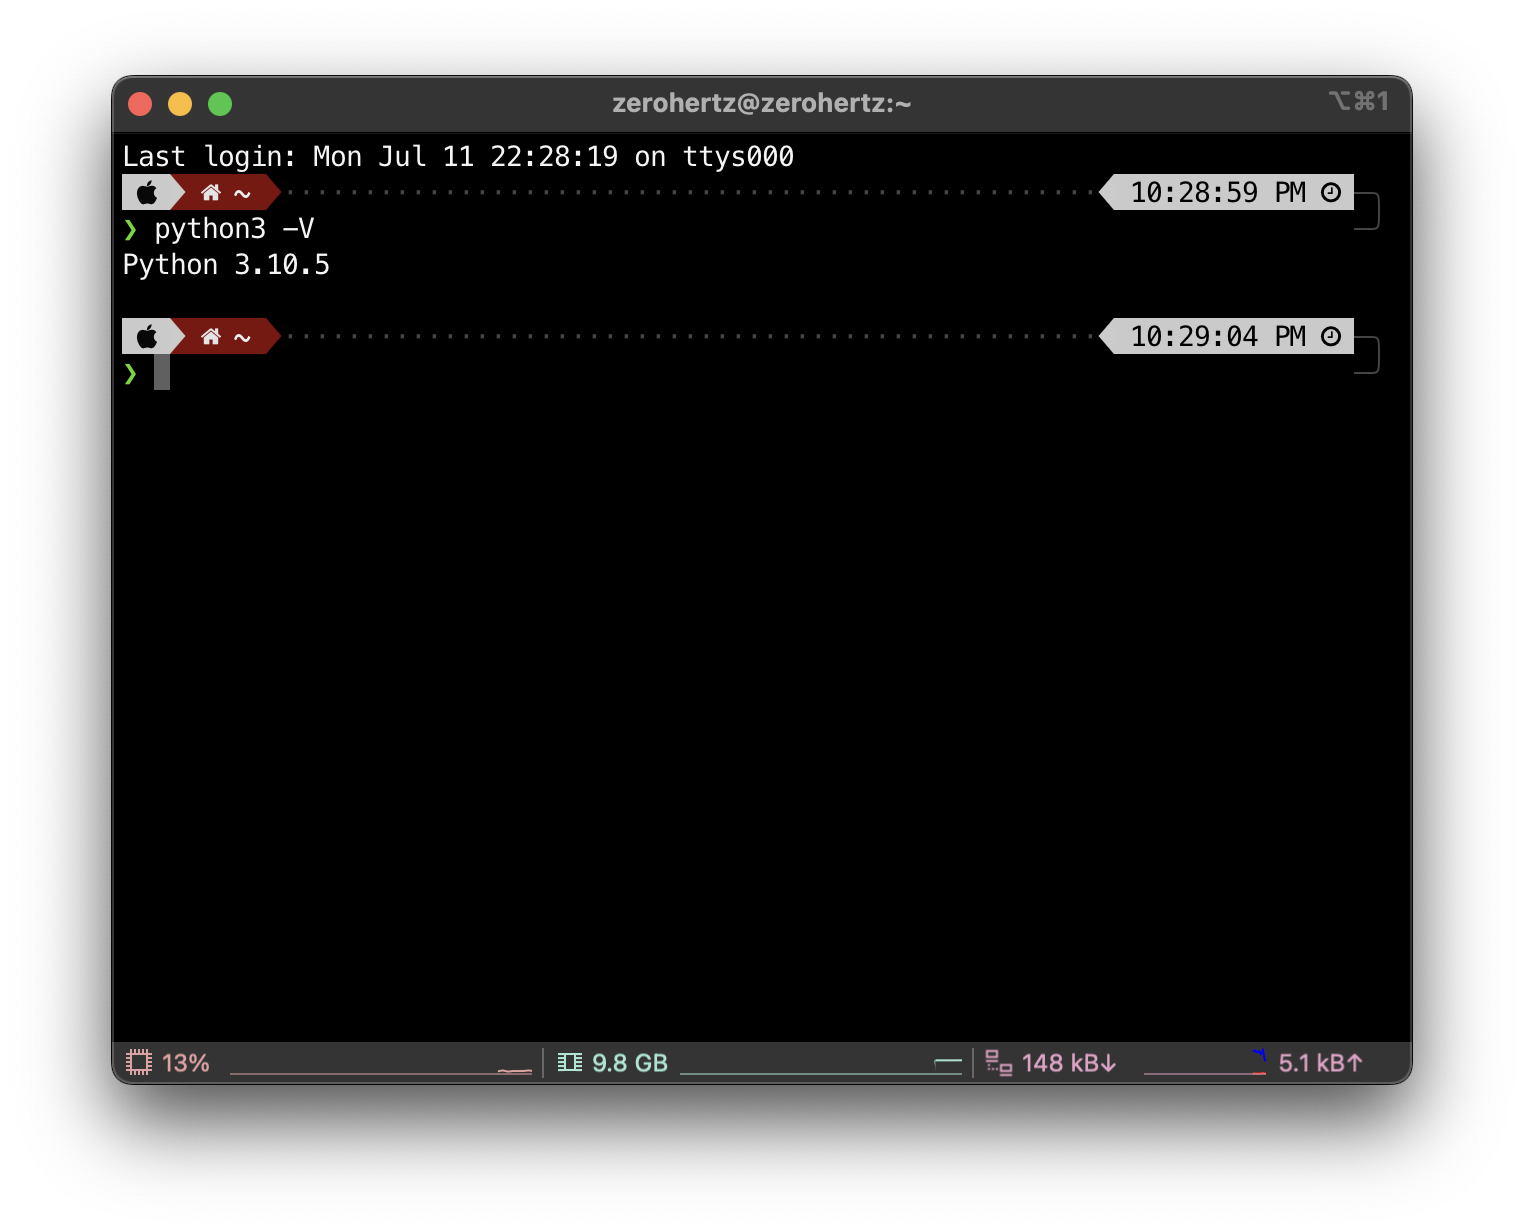 zerohertz@zerohertz:~ ⌥⌘1
Last login: Mon Jul 11 22:28:19 on ttys000
~ 10:28:59 PM
❯ python3 -V
Python 3.10.5
~ 10:29:04 PM
❯
13% 9.8 GB 148 kB↓ 5.1 kB↑